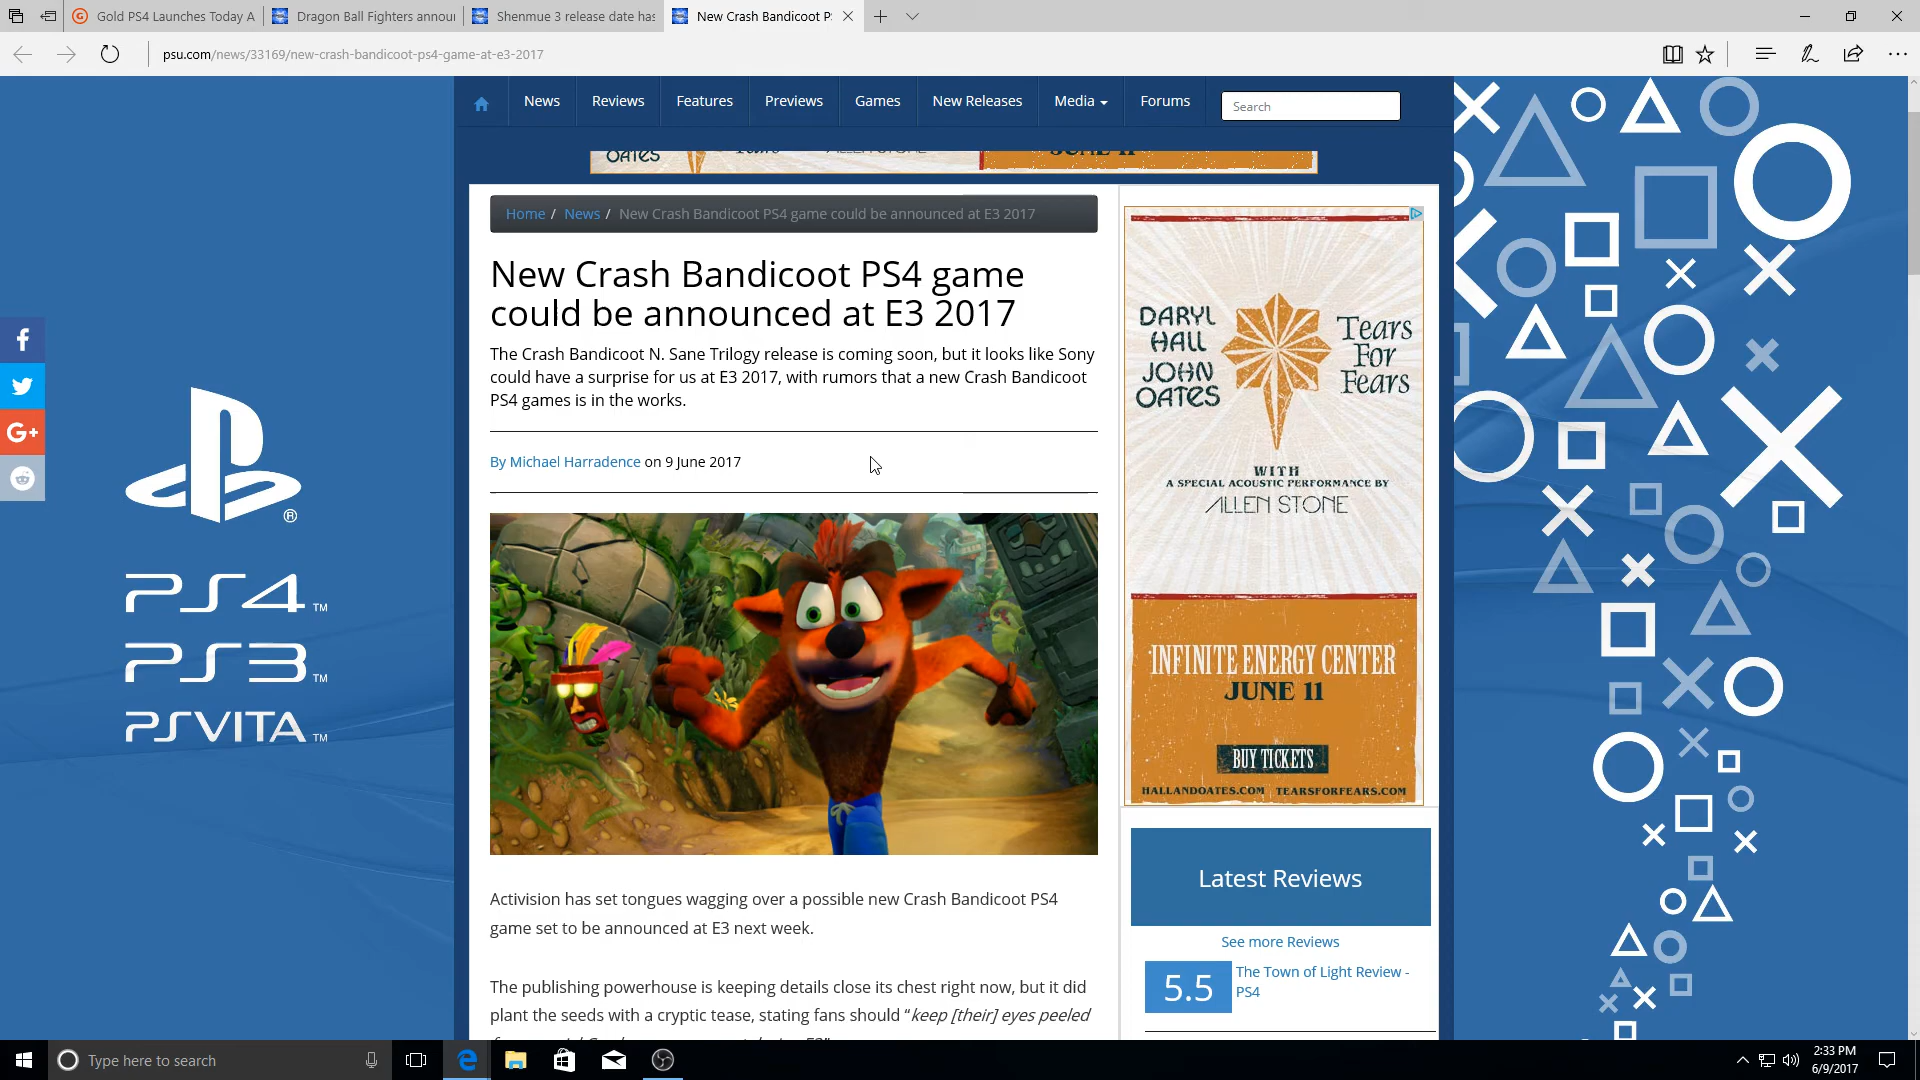 Gold PS4 Launches Today A
Dragon Ball Fighters annou
Shenmue 3 release date has
New Crash Bandicoot P
psu.com/news/33169/new-crash-bandicoot-ps4-game-at-e3-2017
News
Reviews
Features
Previews
Games
New Releases
Media
Forums
Search
OATES
Tears
ALLEN STONE
JUNE 11
Home / News / New Crash Bandicoot PS4 game could be announced at E3 2017
New Crash Bandicoot PS4 game
could be announced at E3 2017
The Crash Bandicoot N. Sane Trilogy release is coming soon, but it looks like Sony
could have a surprise for us at E3 2017, with rumors that a new Crash Bandicoot
PS4 games is in the works.
By Michael Harradence on 9 June 2017
Activision has set tongues wagging over a possible new Crash Bandicoot PS4
game set to be announced at E3 next week.
The publishing powerhouse is keeping details close its chest right now, but it did
plant the seeds with a cryptic tease, stating fans should “keep [their] eyes peeled
DARYL
HALL
JOHN
OATES
Tears
For
Fears
WITH
A SPECIAL ACOUSTIC PERFORMANCE BY
ALLEN STONE
INFINITE ENERGY CENTER
JUNE 11
BUY TICKETS
HALLANDOATES.COM TEARSFORFEARS.COM
Latest Reviews
See more Reviews
5.5
The Town of Light Review -
PS4
G+
®
PS4™
PS3™
PSVITA™
Type here to search
2:33 PM
6/9/2017